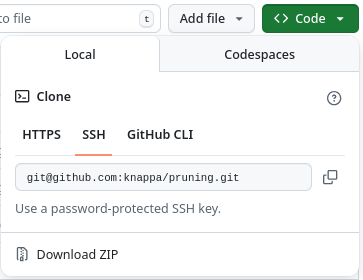 to file
t
Add file
<> Code
Local
Codespaces
Clone
?
HTTPS
SSH
GitHub CLI
git@github.com:knappa/pruning.git
Use a password-protected SSH key.
Download ZIP